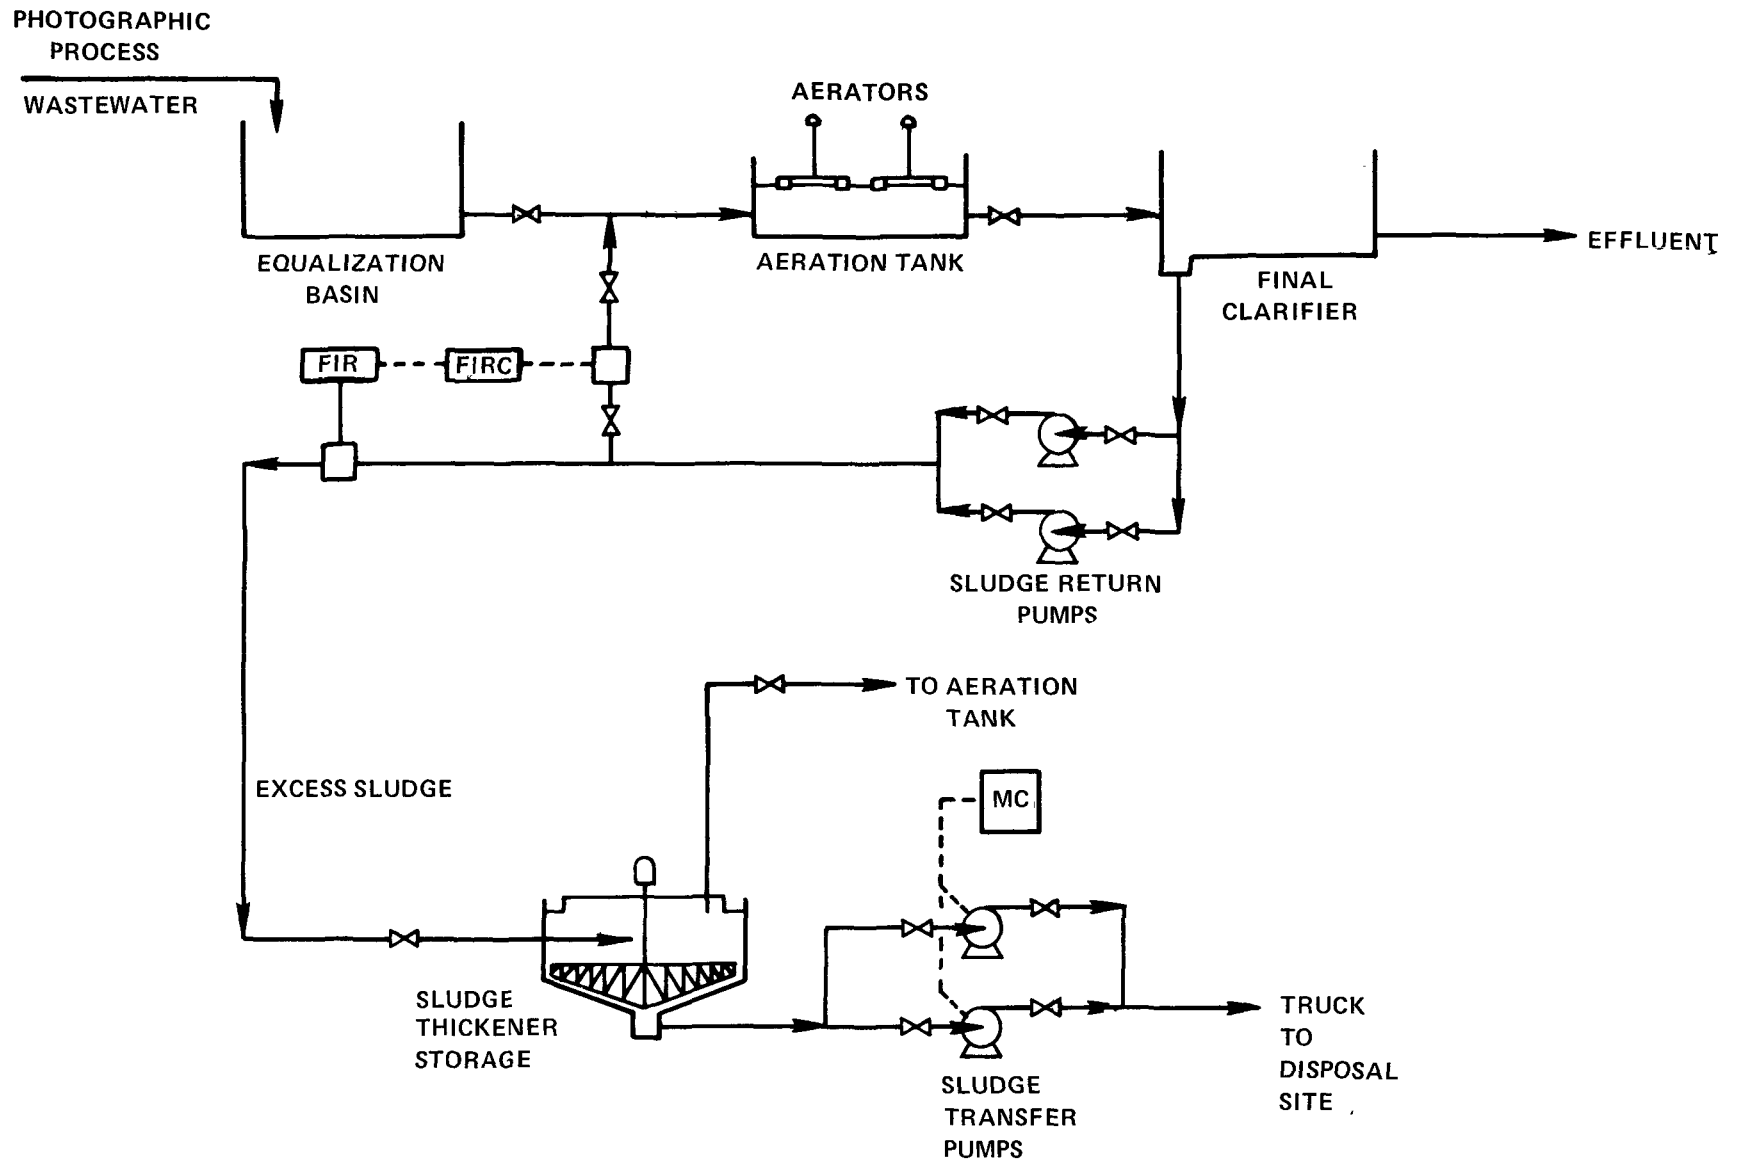 PHOTOGRAPHIC
PROCESS
WASTEWATER
AERATORS
EQUALIZATION
BASIN
AERATION TANK
EFFLUENT
FINAL
CLARIFIER
FIR
FIRC
SLUDGE RETURN
PUMPS
TO AERATION
TANK
EXCESS SLUDGE
MC
SLUDGE
THICKENER
STORAGE
TRUCK
TO
DISPOSAL
SITE
SLUDGE
TRANSFER
PUMPS